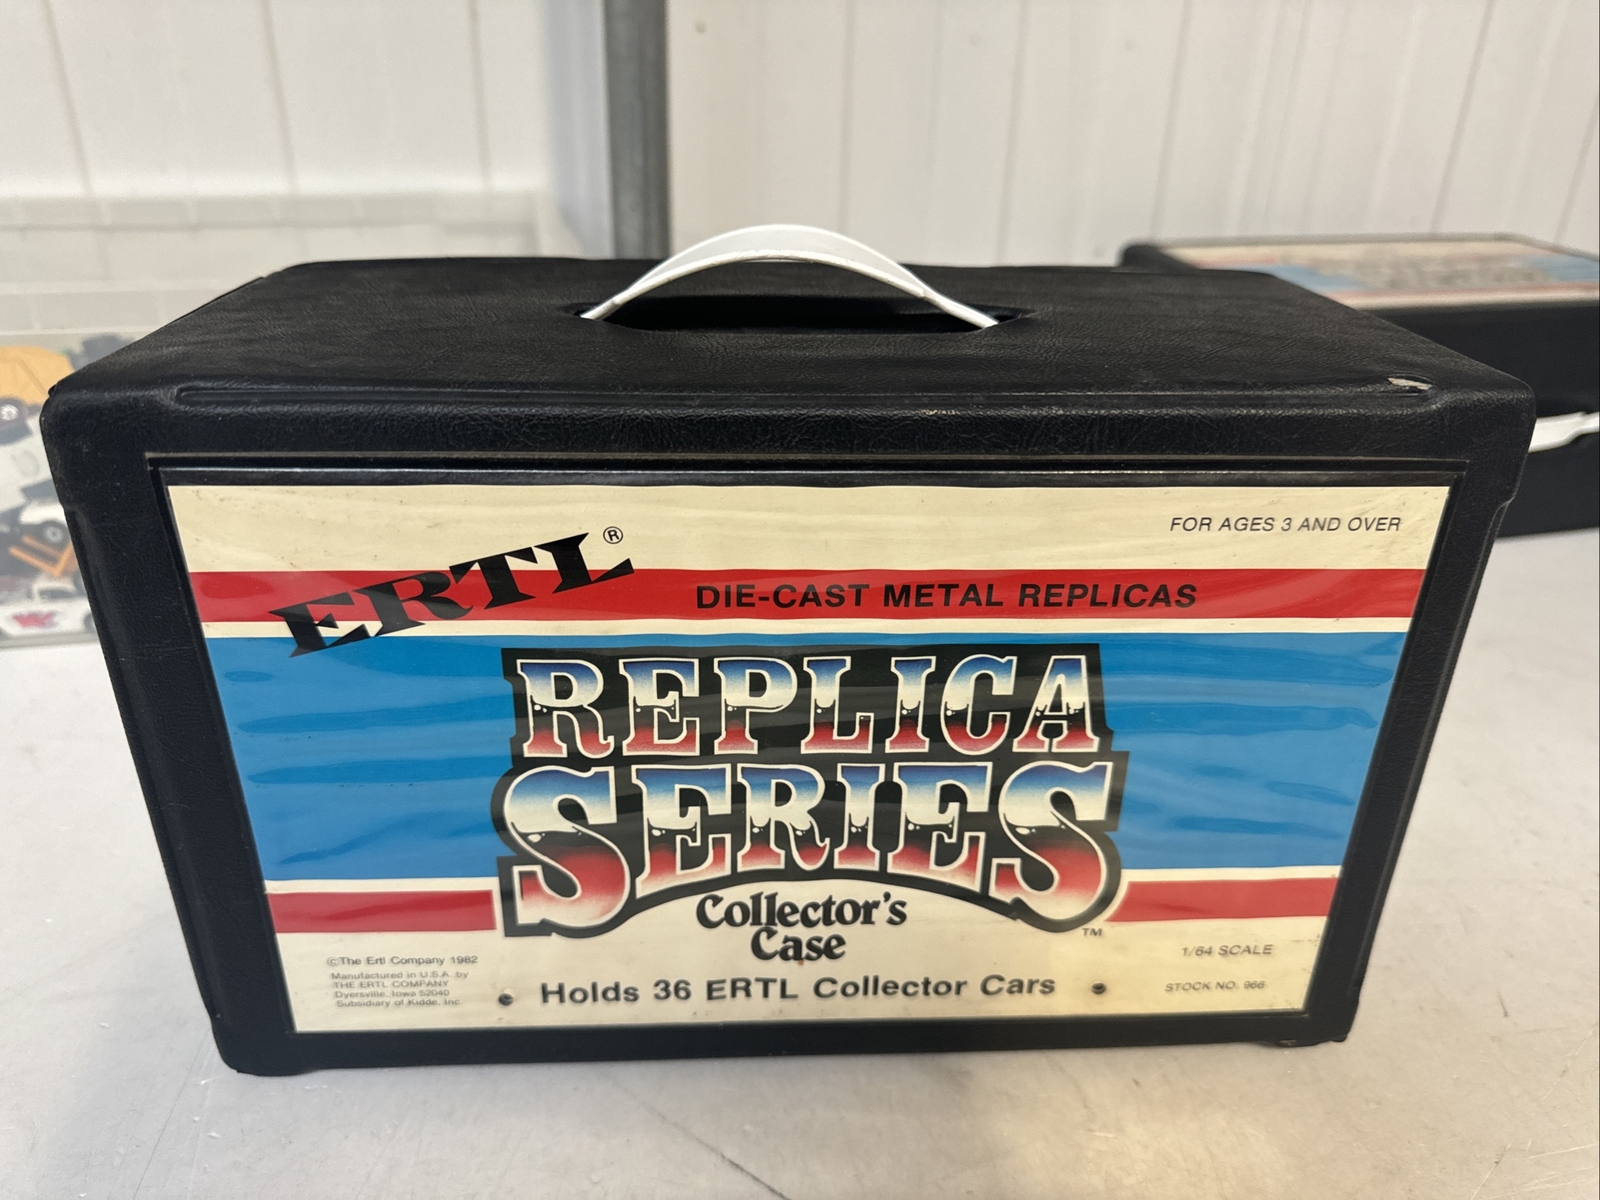 FOR AGES 3 AND OVER
ERTL®
DIE-CAST METAL REPLICAS
REPLICA
SERIES
TM
Collector's
Case
Holds 36 ERTL Collector Cars
©The Ertl Company 1982
Manufactured in U.S.A. by
THE ERTL COMPANY
Dyersville, Iowa 52040
Subsidiary of Kidde, Inc.
1/64 SCALE
STOCK NO. 966